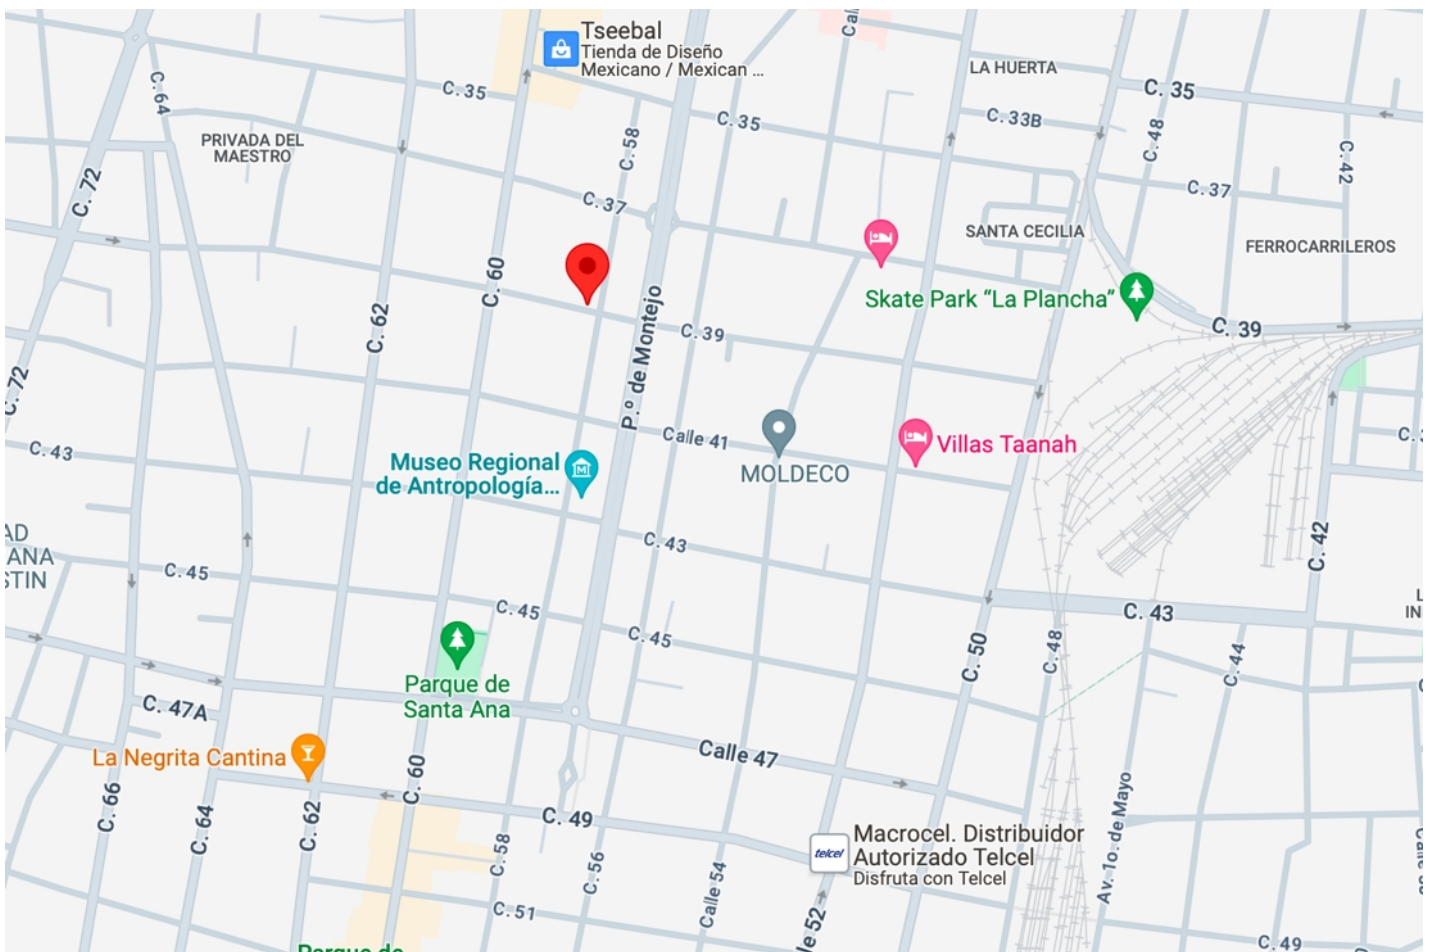 Tseebal
Tienda de Diseño
Mexicano / Mexican ...
LA HUERTA
C. 64
C. 35
C. 35
C. 35
C. 33B
C. 48
C. 58
PRIVADA DEL
MAESTRO
C. 42
C. 72
C. 37
C. 37
SANTA CECILIA
FERROCARRILEROS
C. 60
Skate Park “La Plancha”
C. 62
C. 39
C. 39
P.º de Montejo
C. 72
Calle 41
Villas Taanah
C. 43
Museo Regional
de Antropología...
MOLDECO
C. 43
C. 42
C. 45
C. 45
C. 43
C. 45
C. 50
C. 48
C. 44
Parque de
Santa Ana
C. 47A
La Negrita Cantina
Calle 47
C. 60
C. 66
C. 64
C. 62
C. 49
Av. 1o. de Mayo
Macrocel. Distribuidor
Autorizado Telcel
Disfruta con Telcel
telcel
C. 58
C. 56
Calle 54
C. 51
C. 49